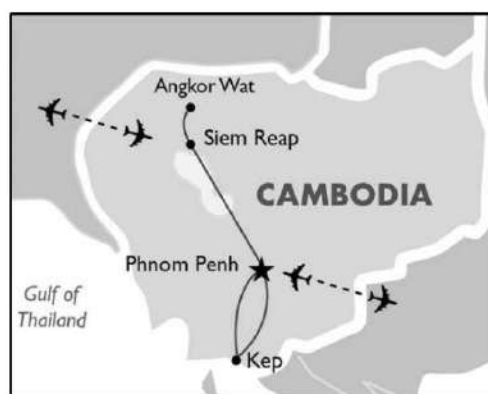 Angkor Wat
Siem Reap
CAMBODIA
Phnom Penh
Gulf of
Thailand
Kep